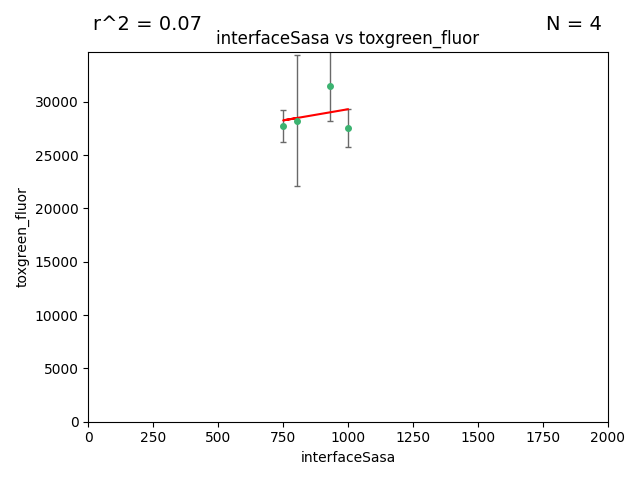 r^2 = 0.07
N = 4
interfaceSasa vs toxgreen_fluor
30000
25000
20000
15000
10000
5000
0
toxgreen_fluor
0 250 500 750 1000 1250 1500 1750 2000
interfaceSasa